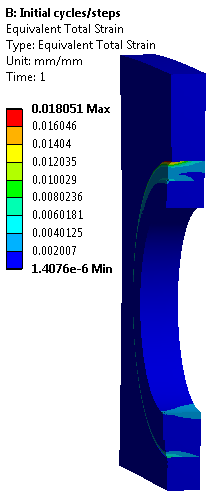 B: Initial cycles/steps
Equivalent Total Strain
Type: Equivalent Total Strain
Unit: mm/mm
Time: 1
0.018051 Max
0.016046
0.01404
0.012035
0.010029
0.0080236
0.0060181
0.0040125
0.002007
1.4076e-6 Min